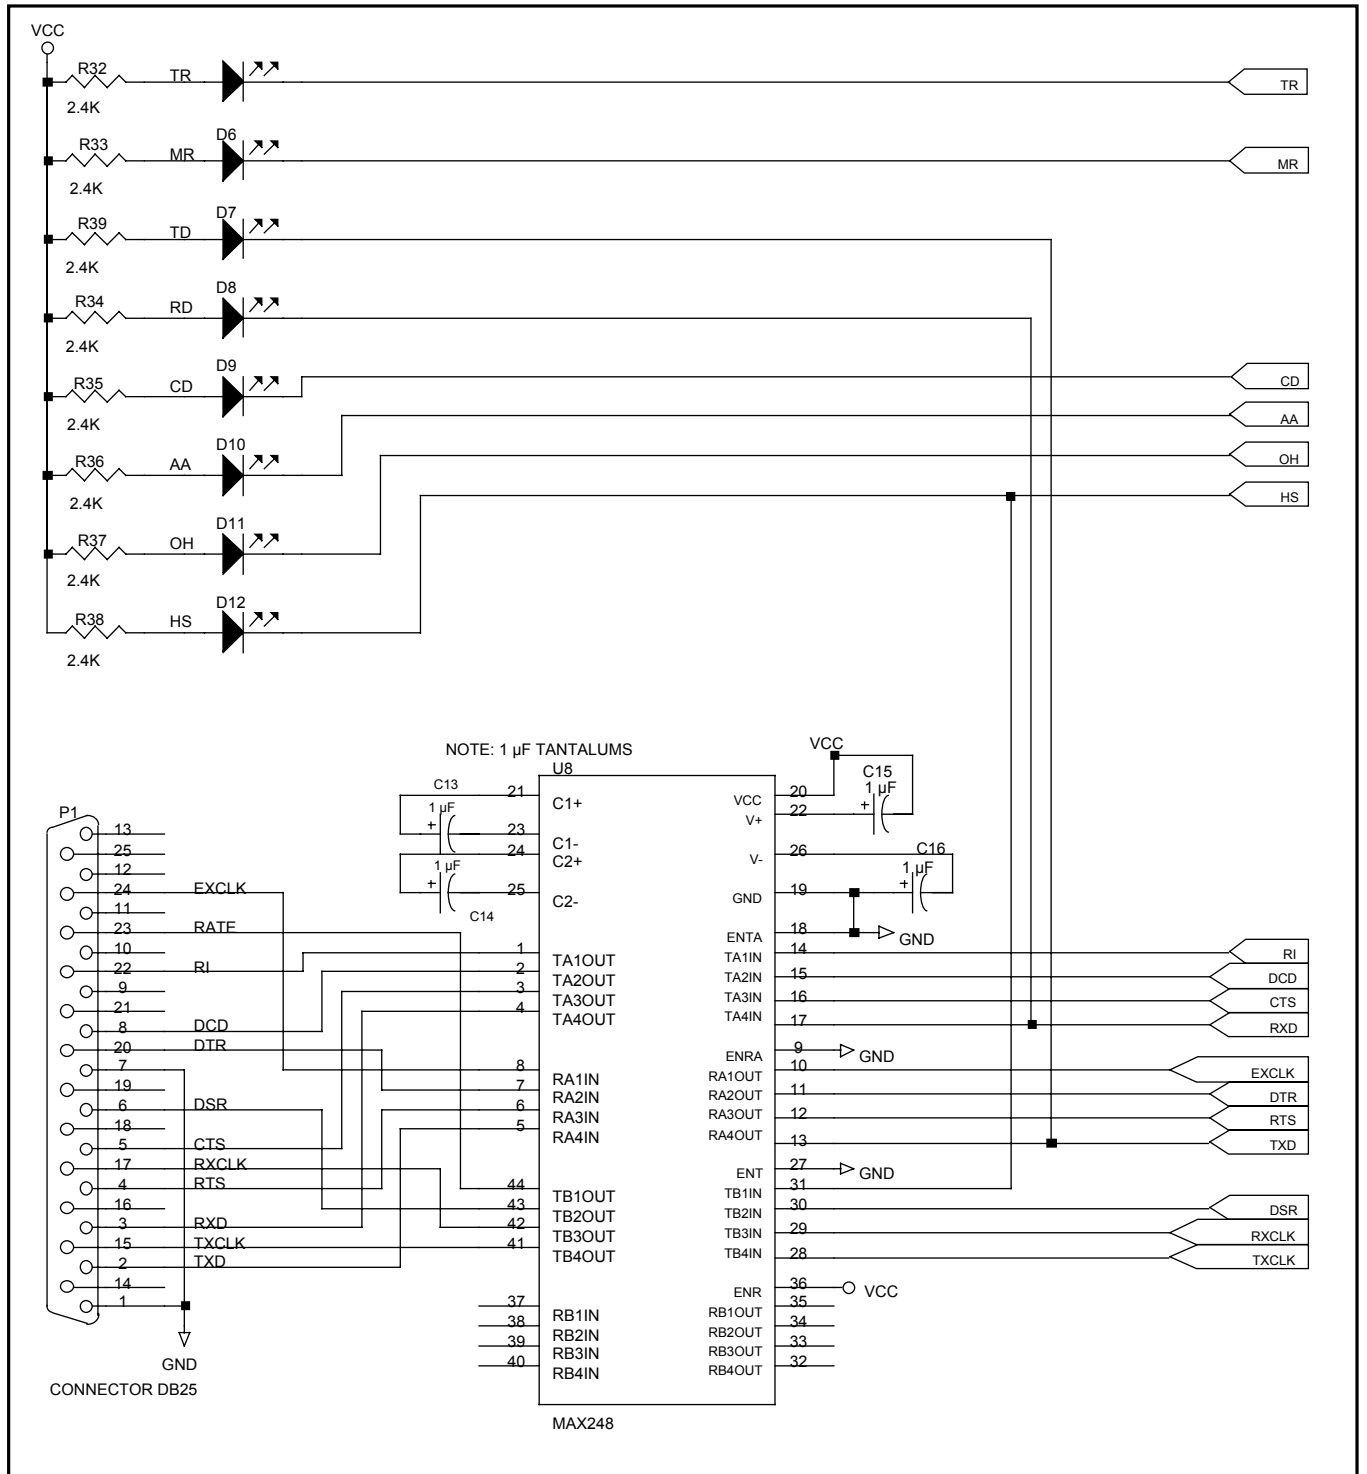 VCC
R32 TR TR
2.4K
D6
R33 MR MR
2.4K
D7
R39 TD
2.4K
D8
R34 RD
2.4K
D9
R35 CD CD
2.4K
AA
D10
R36 AA OH
2.4K
HS
D11
R37 OH
2.4K
D12
R38 HS
2.4K
NOTE: 1 µF TANTALUMS
VCC
U8
C13
C15
1 µF
1 µF
C16
1 µF
1 µF
C14
+
+
+
+
P1
13
25
12
24 EXCLK
11
23 RATE
10
22 RI
9
21
8 DCD
20 DTR
7
19
6 DSR
18
5 CTS
17 RXCLK
4 RTS
16
3 RXD
15 TXCLK
2 TXD
14
1
GND
CONNECTOR DB25
21 C1+
23 C1-
24 C2+
25 C2-
1 TA1OUT
2 TA2OUT
3 TA3OUT
4 TA4OUT
8 RA1IN
7 RA2IN
6 RA3IN
5 RA4IN
44 TB1OUT
43 TB2OUT
42 TB3OUT
41 TB4OUT
37 RB1IN
38 RB2IN
39 RB3IN
40 RB4IN
VCC 20
V+ 22
V- 26
GND 19
ENTA 18 GND
TA1IN 14 RI
TA2IN 15 DCD
TA3IN 16 CTS
TA4IN 17 RXD
ENRA 9 GND
RA1OUT 10 EXCLK
RA2OUT 11 DTR
RA3OUT 12 RTS
RA4OUT 13 TXD
ENT 27 GND
TB1IN 31
TB2IN 30 DSR
TB3IN 29 RXCLK
TB4IN 28 TXCLK
ENR 36 VCC
RB1OUT 35
RB2OUT 34
RB3OUT 33
RB4OUT 32
MAX248